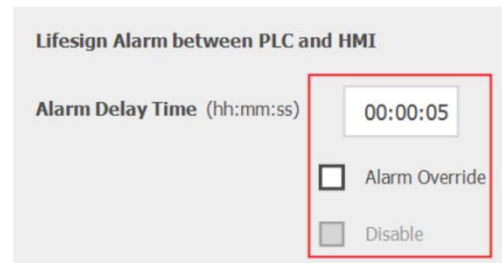 Lifesign Alarm between PLC and HMI
Alarm Delay Time (hh:mm:ss) 00:00:05
Alarm Override
Disable